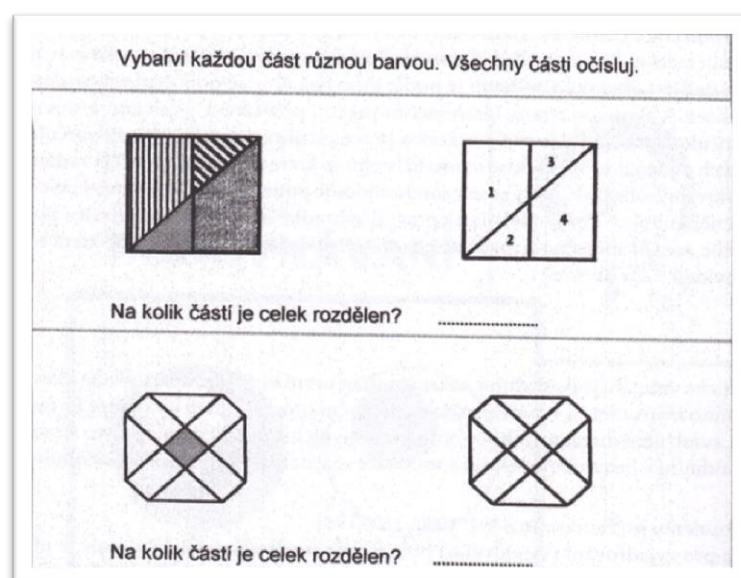 Vybarvi každou část různou barvou. Všechny části očísluj.
1
3
2
4
Na kolik částí je celek rozdělen? ....................
Na kolik částí je celek rozdělen? ....................